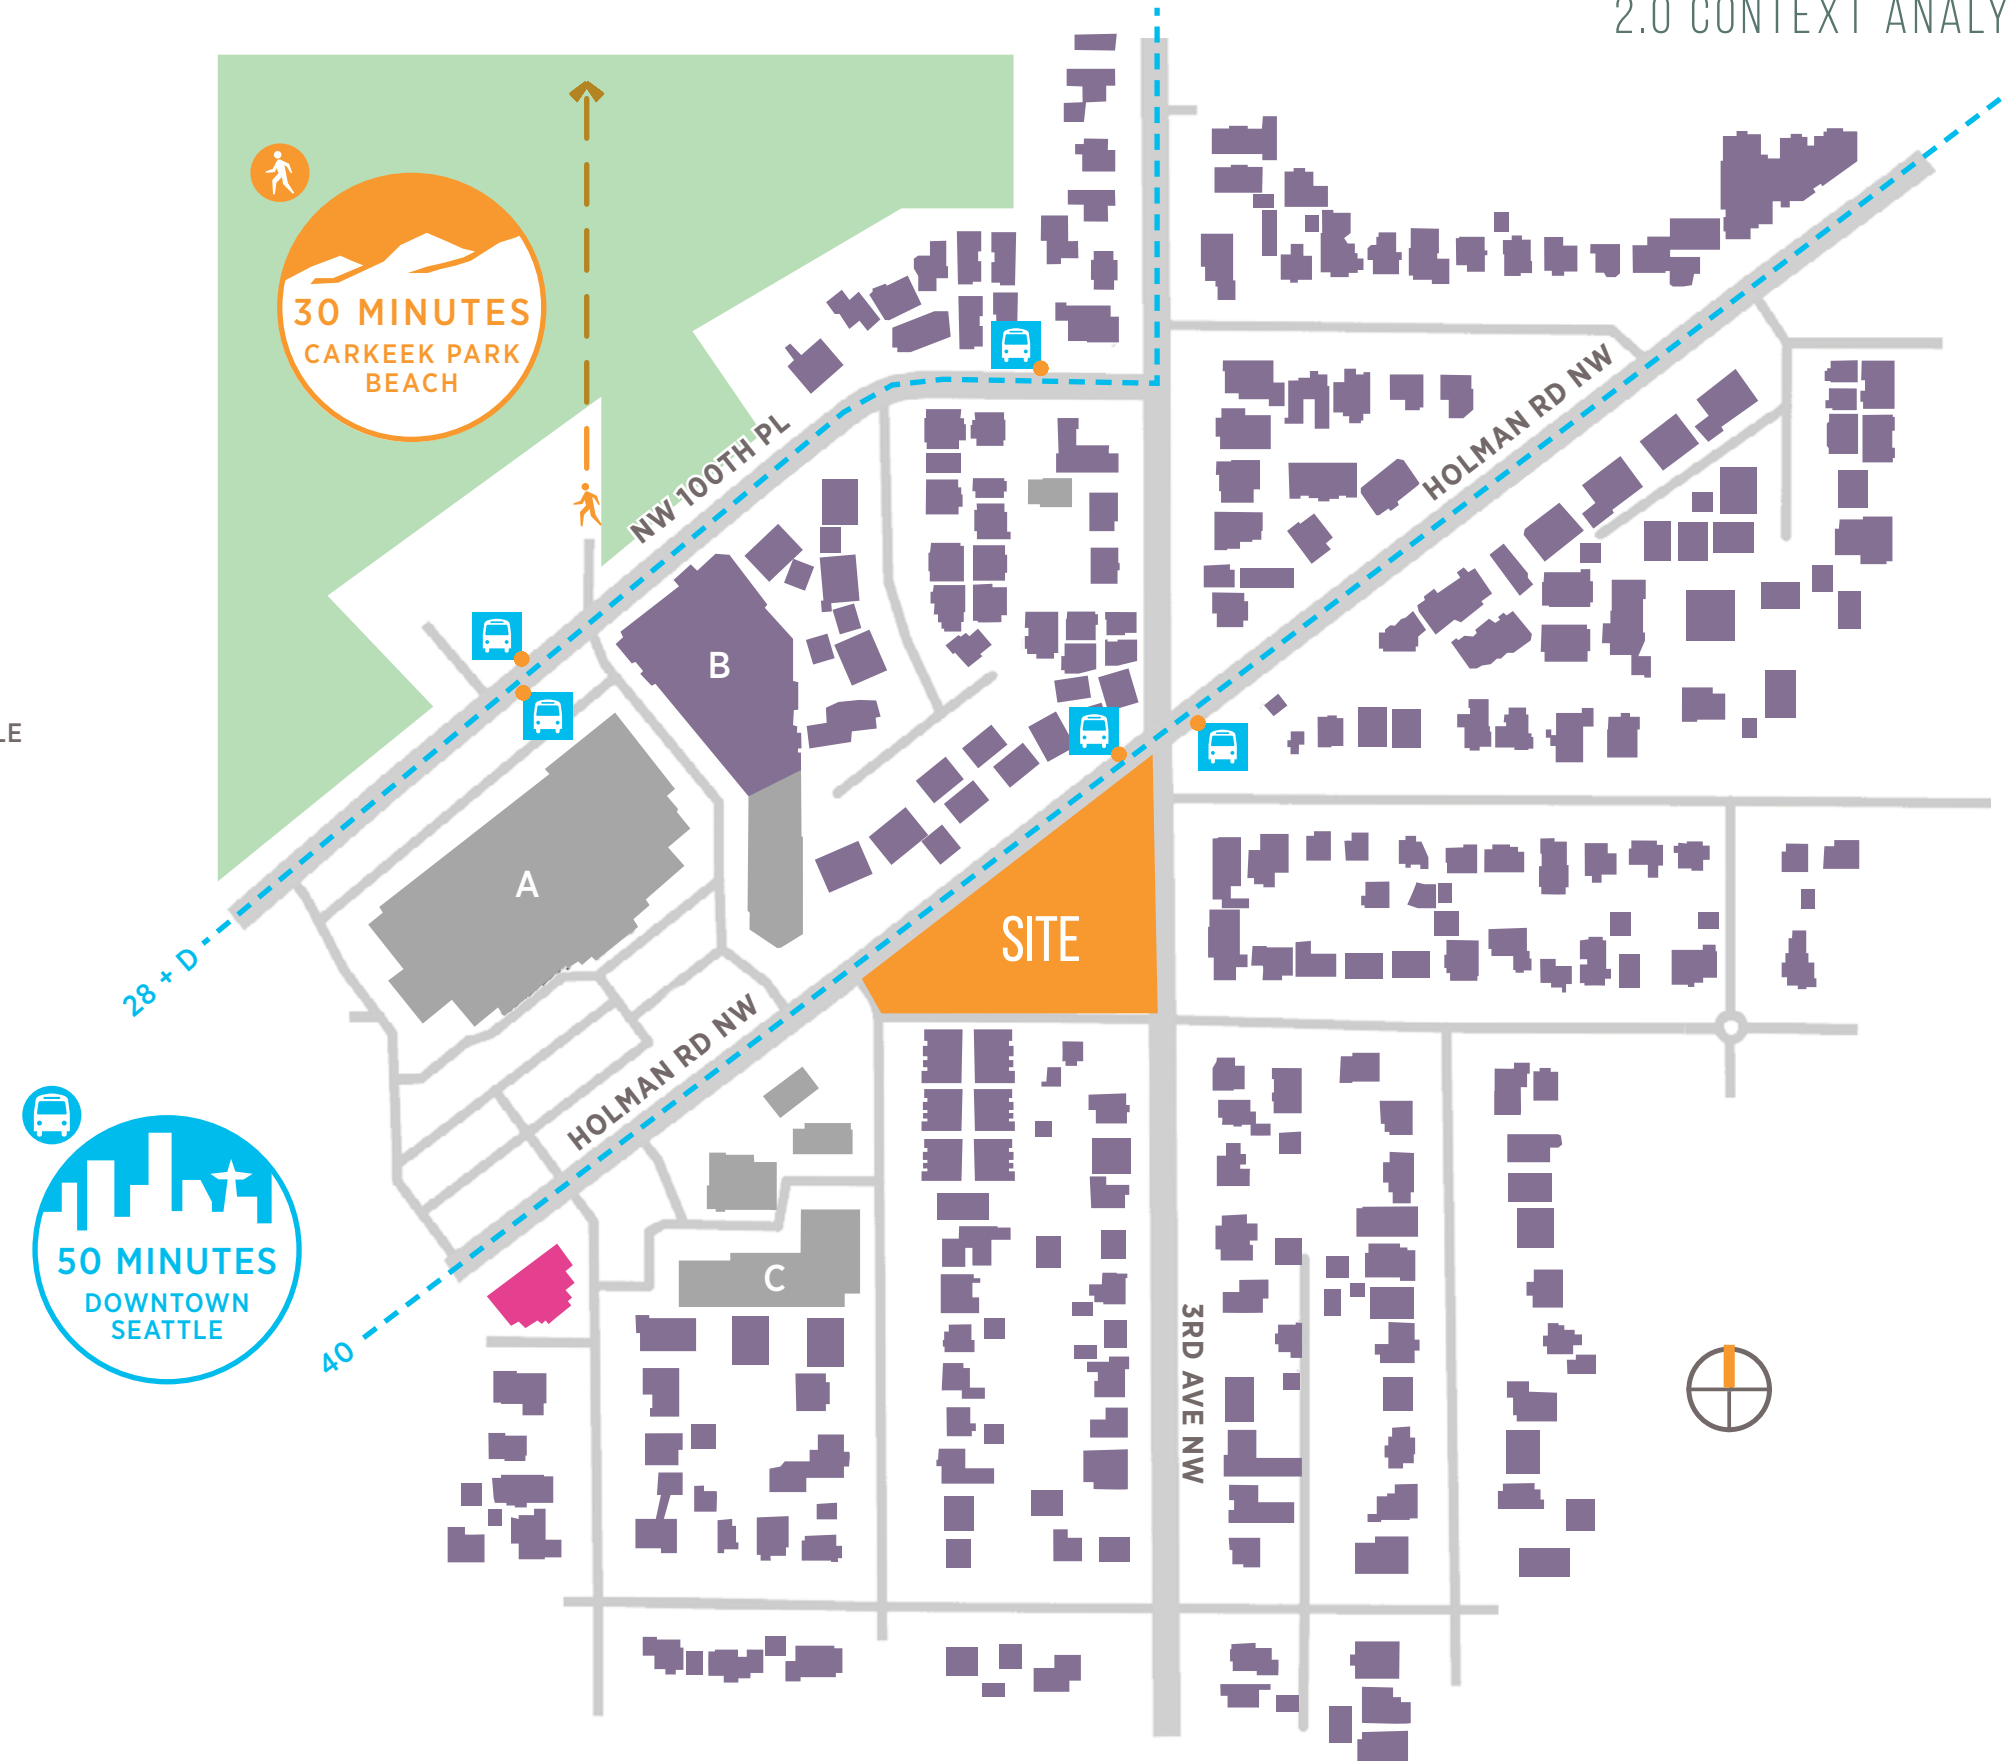 2.0 CONTEXT ANALY
30 MINUTES
CARKEEK PARK
BEACH
NW 100TH PL
HOLMAN RD NW
B
LE
A
SITE
28 + D
HOLMAN RD NW
50 MINUTES
DOWNTOWN
SEATTLE
C
40
3RD AVE NW